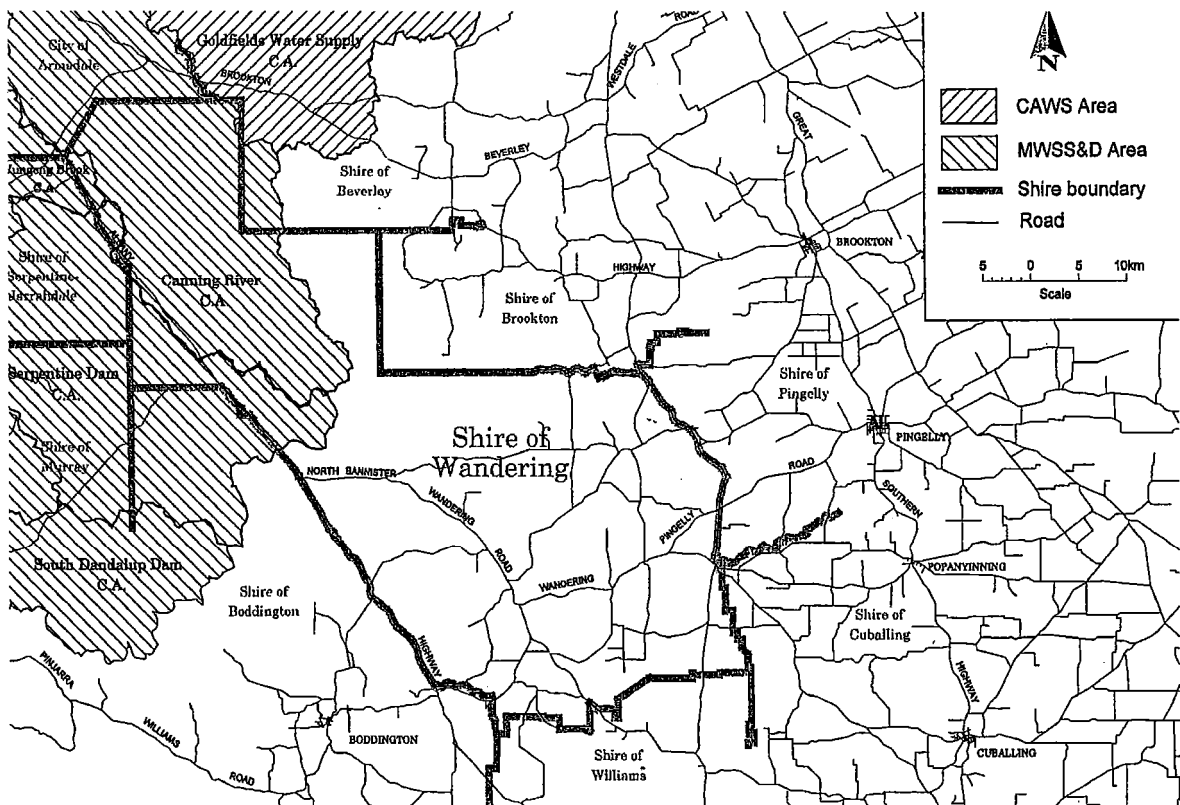 City of
Armadale
Goldfields Water Supply
C.A.
BROOKTON
WESTDALE
ROAD
GREAT
N
CAWS Area
MWSS&D Area
Shire boundary
Road
5 0 5 10km
Scale
BEVERLEY
Shire of
Beverley
C.A.
BROOKTON
HIGHWAY
Shire of
Serpentine-
Jarrahdale
Canning River
C.A.
Shire of
Brookton
Serpentine Dam
C.A.
Shire of
Pingelly
Shire of
Murray
Shire of
Wandering
PINGELLY
NORTH BANNISTER
WANDERING
ROAD
PINGELLY
ROAD
SOUTHERN
South Dandalup Dam
C.A.
Shire of
Boddington
WANDERING
POPANYINNING
Shire of
Cuballing
HIGHWAY
HIGHWAY
PINJARRA
WILLIAMS
ROAD
BODDINGTON
Shire of
Williams
CUBALLING